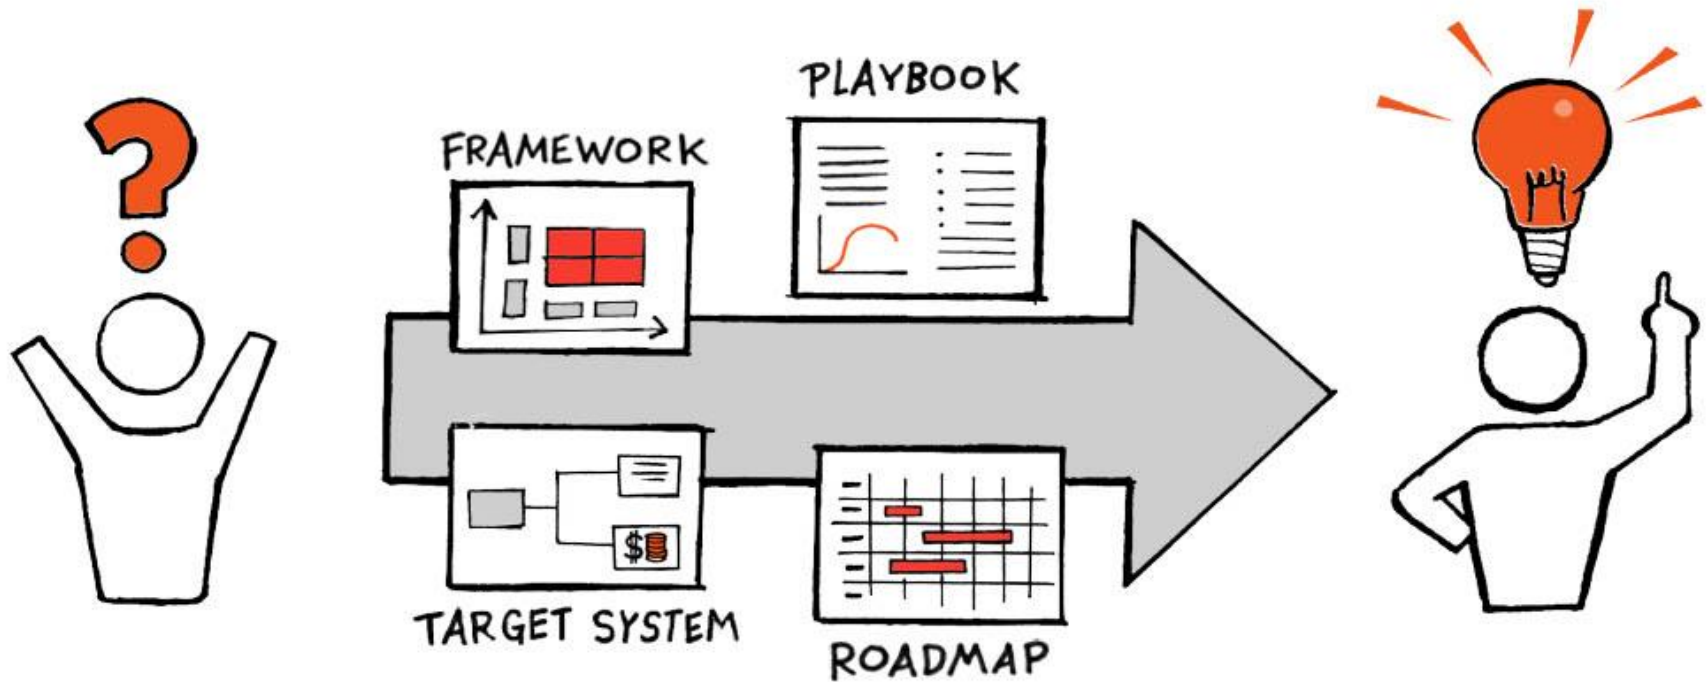 ?
PLAYBOOK
FRAMEWORK
$
TARGET SYSTEM
ROADMAP